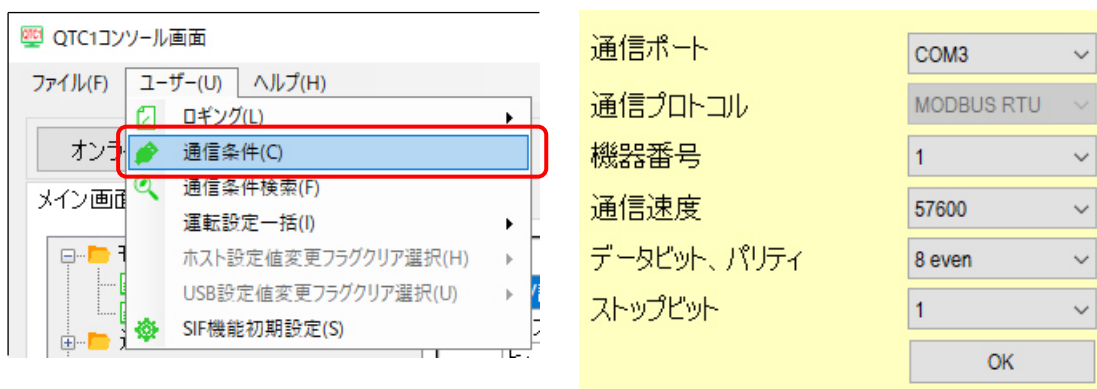 QTC1コンソール画面
ファイル(F) ユーザー(U) ヘルプ(H)
ロギング(L)
オンラ
通信条件(C)
通信条件検索(F)
メイン画面
運転設定一括(I)
ホスト設定値変更フラグクリア選択(H)
USB設定値変更フラグクリア選択(U)
SIF機能初期設定(S)
通信ポート COM3
通信プロトコル MODBUS RTU
機器番号 1
通信速度 57600
データビット、パリティ 8 even
ストップビット 1
OK